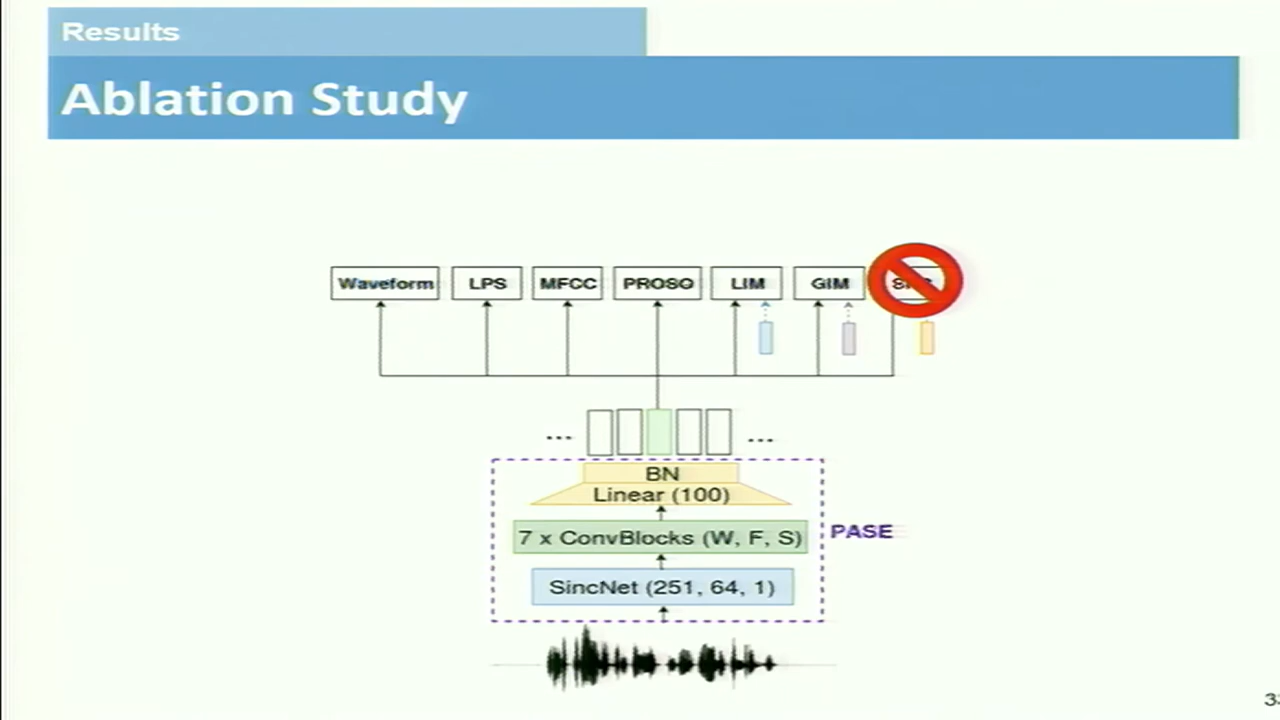 Results
Ablation Study
Waveform LPS MFCC PROSO LIM GIM
... ...
BN
Linear (100)
7 x ConvBlocks (W, F, S)
PASE
SincNet (251, 64, 1)